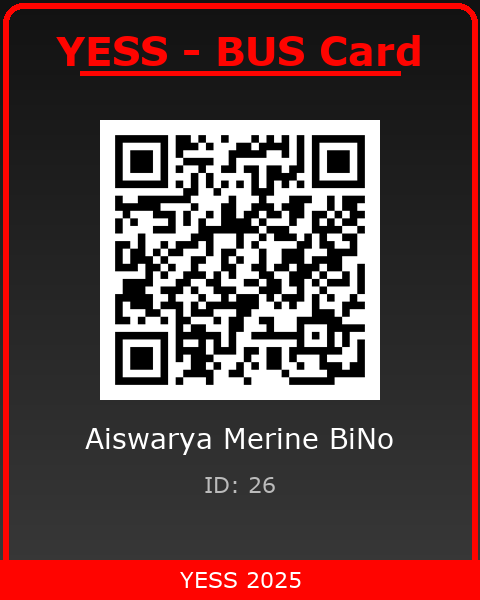 YESS - BUS Card
Aiswarya Merine BiNo
ID: 26
YESS 2025